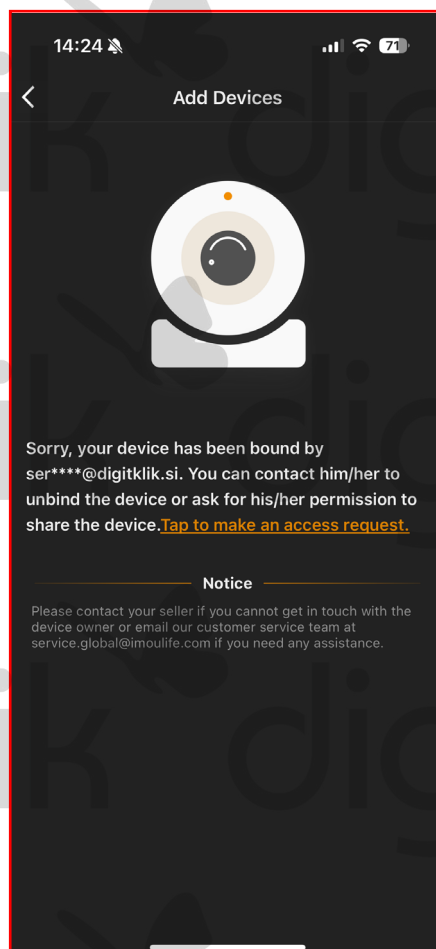 14:24
71
Add Devices
Sorry, your device has been bound by
ser****@digitklik.si. You can contact him/her to
unbind the device or ask for his/her permission to
share the device.Tap to make an access request.
Notice
Please contact your seller if you cannot get in touch with the
device owner or email our customer service team at
service.global@imoulife.com if you need any assistance.